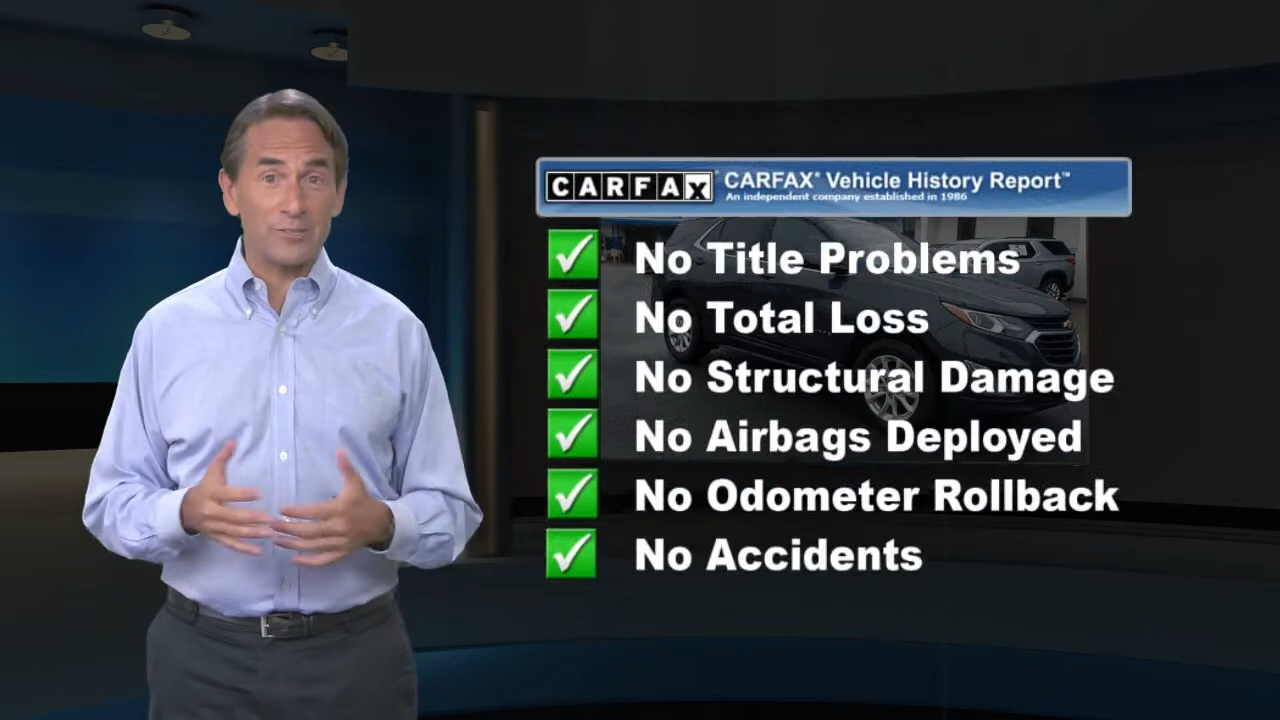 CARFAX® CARFAX® Vehicle History Report™
An independent company established in 1986
No Title Problems
No Total Loss
No Structural Damage
No Airbags Deployed
No Odometer Rollback
No Accidents